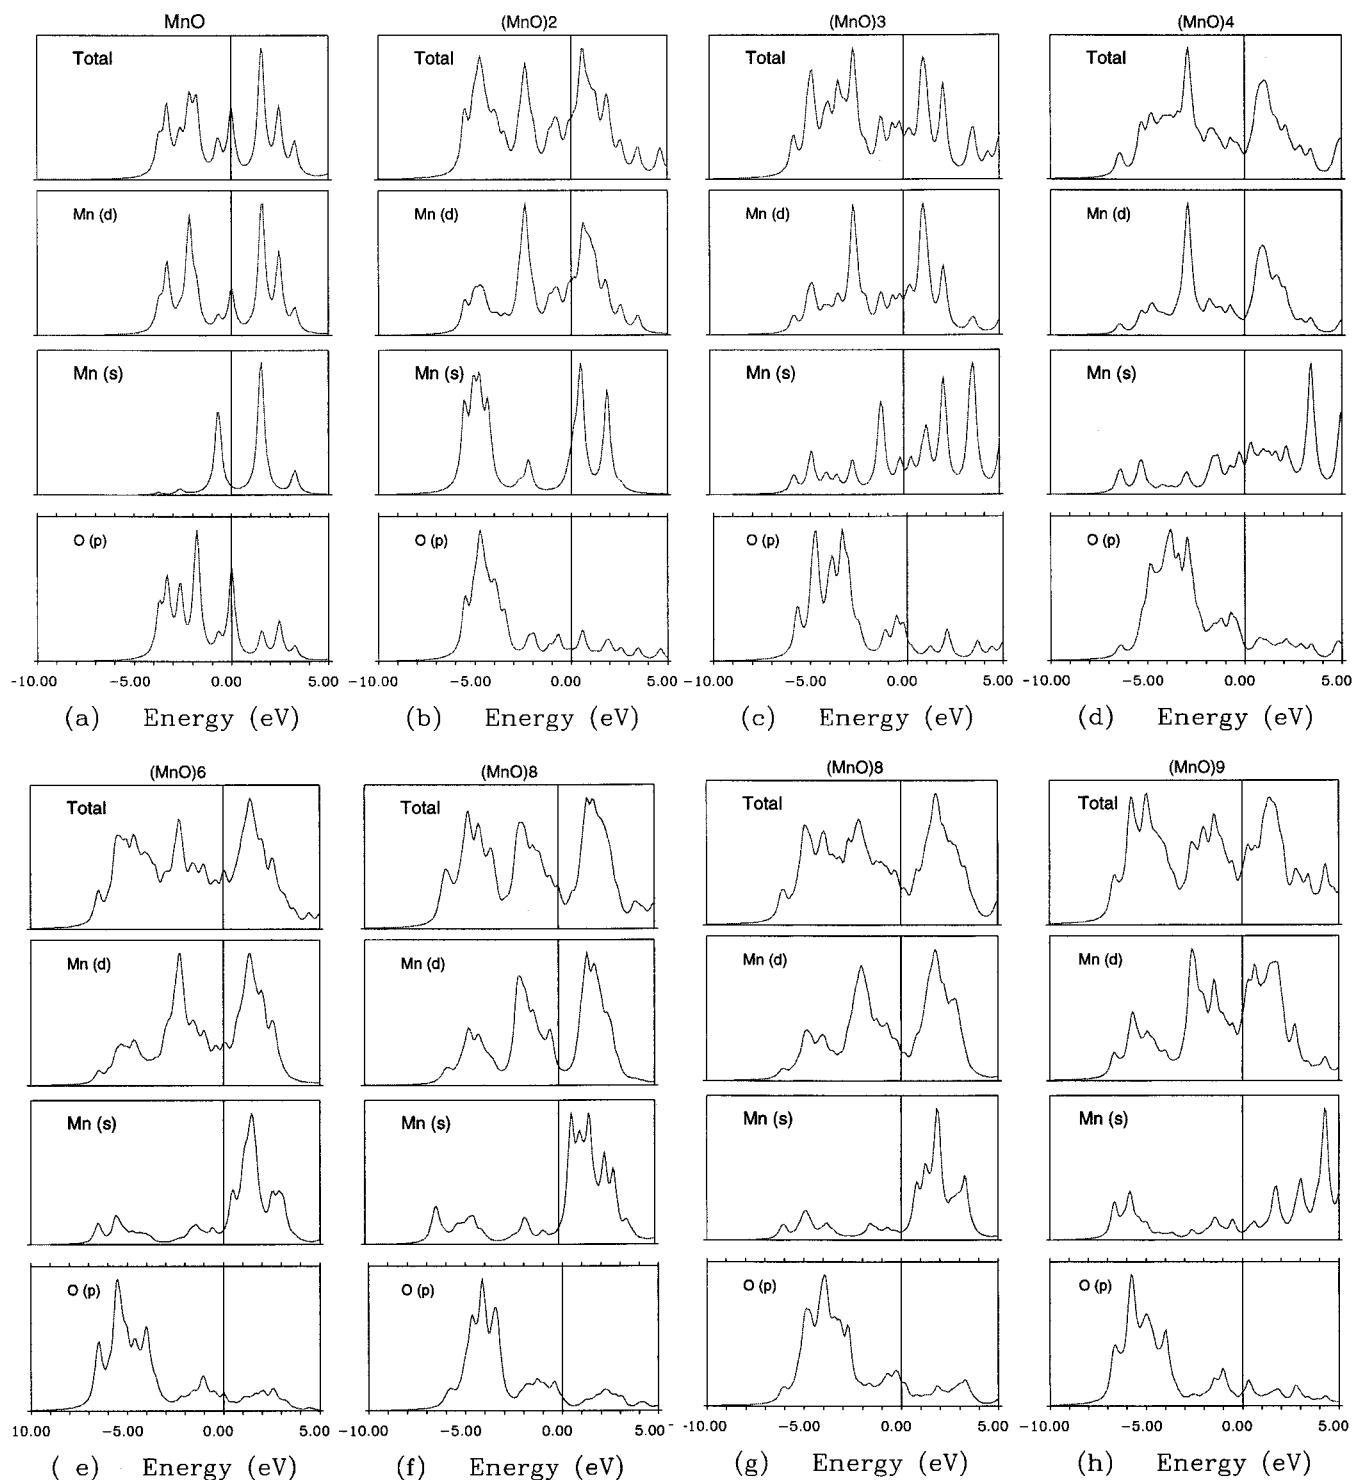 MnO (MnO)2 (MnO)3 (MnO)4
Total Total Total Total
Mn (d) Mn (d) Mn (d) Mn (d)
Mn (s) Mn (s) Mn (s) Mn (s)
O (p) O (p) O (p) O (p)
-10.00 -5.00 0.00 5.00 -10.00 -5.00 0.00 5.00 -10.00 -5.00 0.00 5.00 -10.00 -5.00 0.00 5.00
(a) Energy (eV) (b) Energy (eV) (c) Energy (eV) (d) Energy (eV)
(MnO)6 (MnO)8 (MnO)8 (MnO)9
Total Total Total Total
Mn (d) Mn (d) Mn (d) Mn (d)
Mn (s) Mn (s) Mn (s) Mn (s)
O (p) O (p) O (p) O (p)
10.00 -5.00 0.00 5.00 -10.00 -5.00 0.00 5.00 -10.00 -5.00 0.00 5.00 -10.00 -5.00 0.00 5.00
( e) Energy (eV) (f) Energy (eV) (g) Energy (eV) (h) Energy (eV)